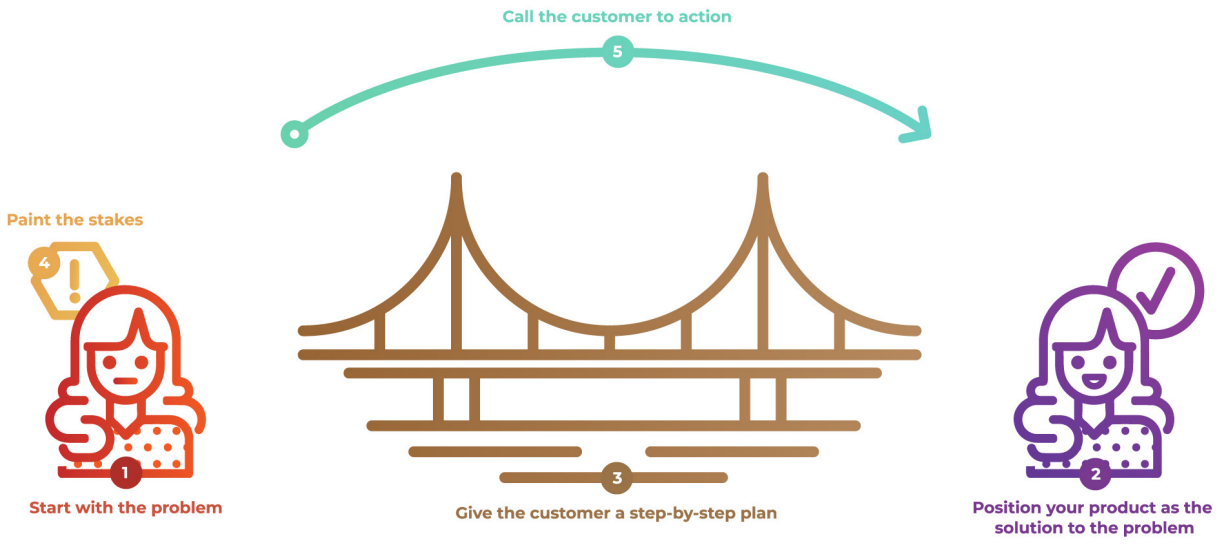 Call the customer to action
5
Paint the stakes
4
1
Start with the problem
3
Give the customer a step-by-step plan
2
Position your product as the
solution to the problem